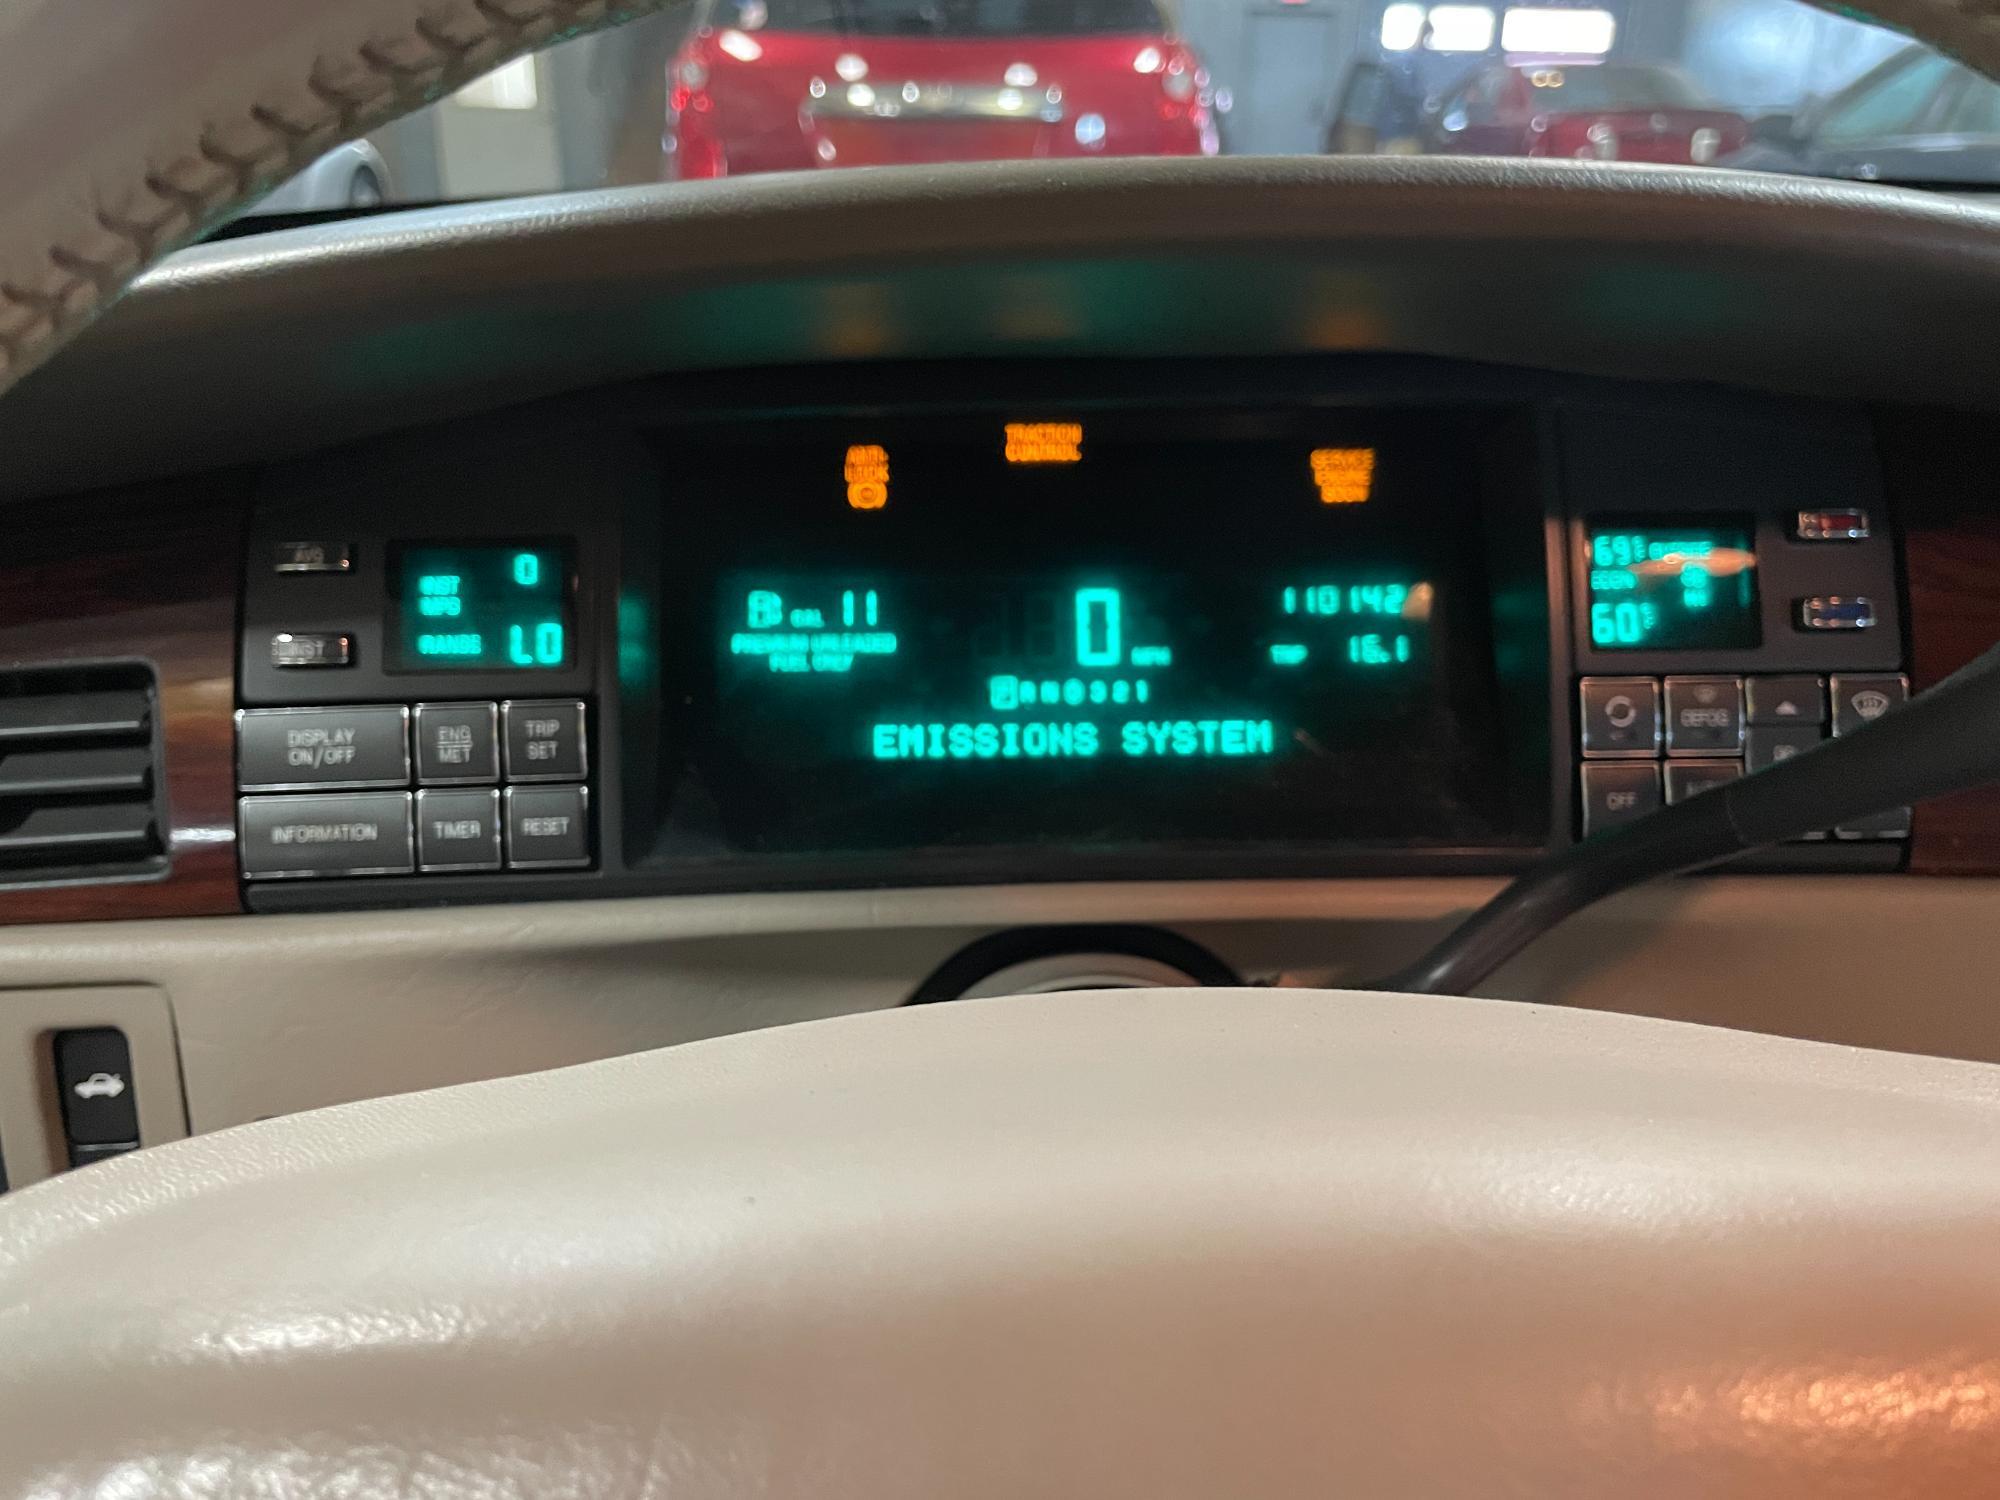 ANTI
LOCK
TRACTION
CONTROL
SERVICE
ENGINE
SOON
AVG
INST
INST
MPG
0
RANGE
LO
GAL 11
PREMIUM UNLEADED
FUEL ONLY
0
MPH
110142
TRIP 15.1
PRND321
EMISSIONS SYSTEM
69°
ECON
60°
DISPLAY
ON/OFF
ENG
MET
TRIP
SET
INFORMATION
TIMER
RESET
DEFOG
OFF